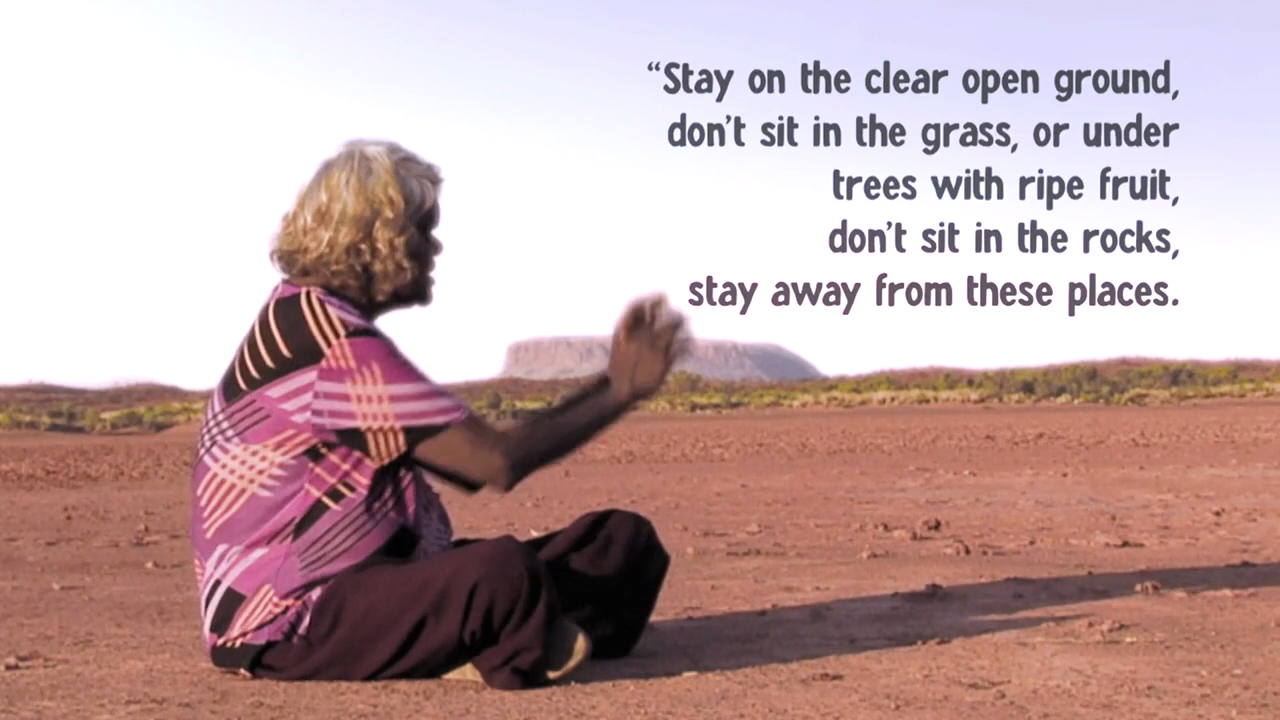 “Stay on the clear open ground,
don’t sit in the grass, or under
trees with ripe fruit,
don’t sit in the rocks,
stay away from these places.